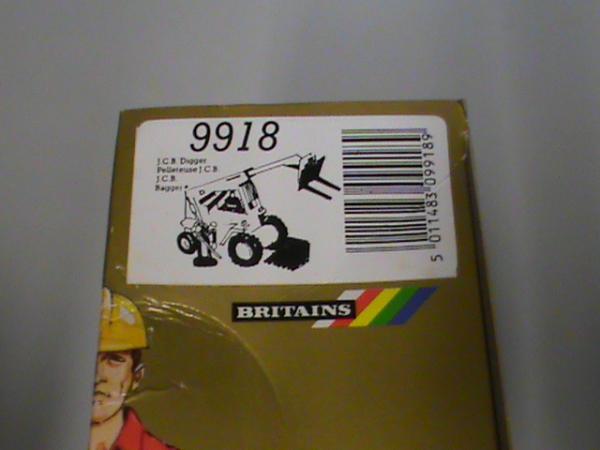 9918
J.C.B. Digger
Pelleteuse J.C.B.
J.C.B.
Bagger
5 011483 099189
BRITAINS